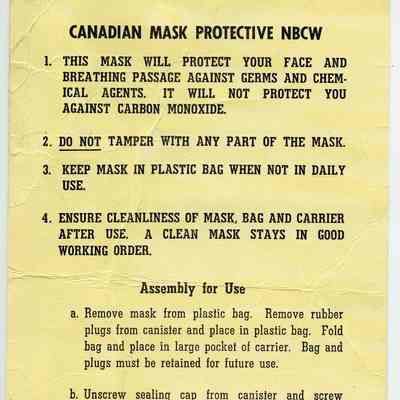 CANADIAN MASK PROTECTIVE NBCW
1. THIS MASK WILL PROTECT YOUR FACE AND
BREATHING PASSAGE AGAINST GERMS AND CHEM-
ICAL AGENTS. IT WILL NOT PROTECT YOU
AGAINST CARBON MONOXIDE.
2. DO NOT TAMPER WITH ANY PART OF THE MASK.
3. KEEP MASK IN PLASTIC BAG WHEN NOT IN DAILY
USE.
4. ENSURE CLEANLINESS OF MASK, BAG AND CARRIER
AFTER USE. A CLEAN MASK STAYS IN GOOD
WORKING ORDER.
Assembly for Use
a. Remove mask from plastic bag. Remove rubber
plugs from canister and place in plastic bag. Fold
bag and place in large pocket of carrier. Bag and
plugs must be retained for future use.
b. Unscrew sealing cap from canister and screw